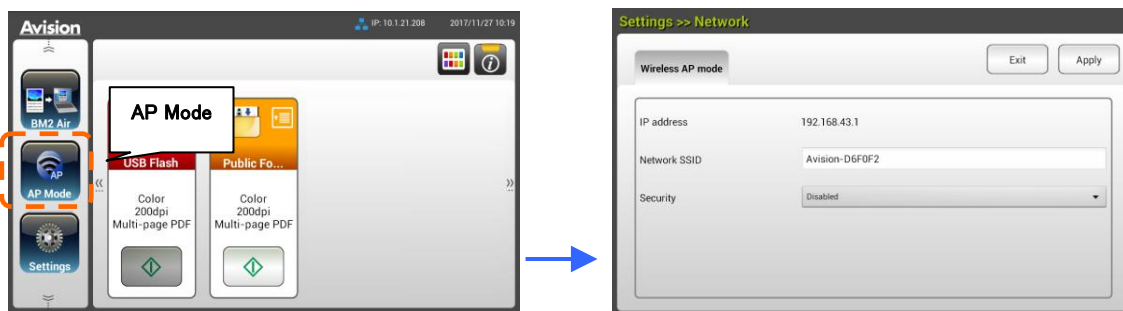 Avision
IP: 10.1.21.208 2017/11/27 10:19
BM2 Air
AP
AP Mode
Settings
AP Mode
USB Flash
Color
200dpi
Multi-page PDF
Public Fo...
Color
200dpi
Multi-page PDF
Settings >> Network
Wireless AP mode
Exit
Apply
IP address 192.168.43.1
Network SSID Avision-D6F0F2
Security Disabled